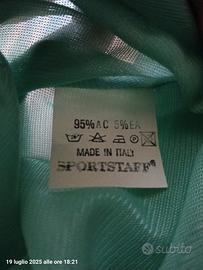 95% AC 5% EA
MADE IN ITALY
SPORTSTAFF®
19 luglio 2025 alle ore 18:21
subito